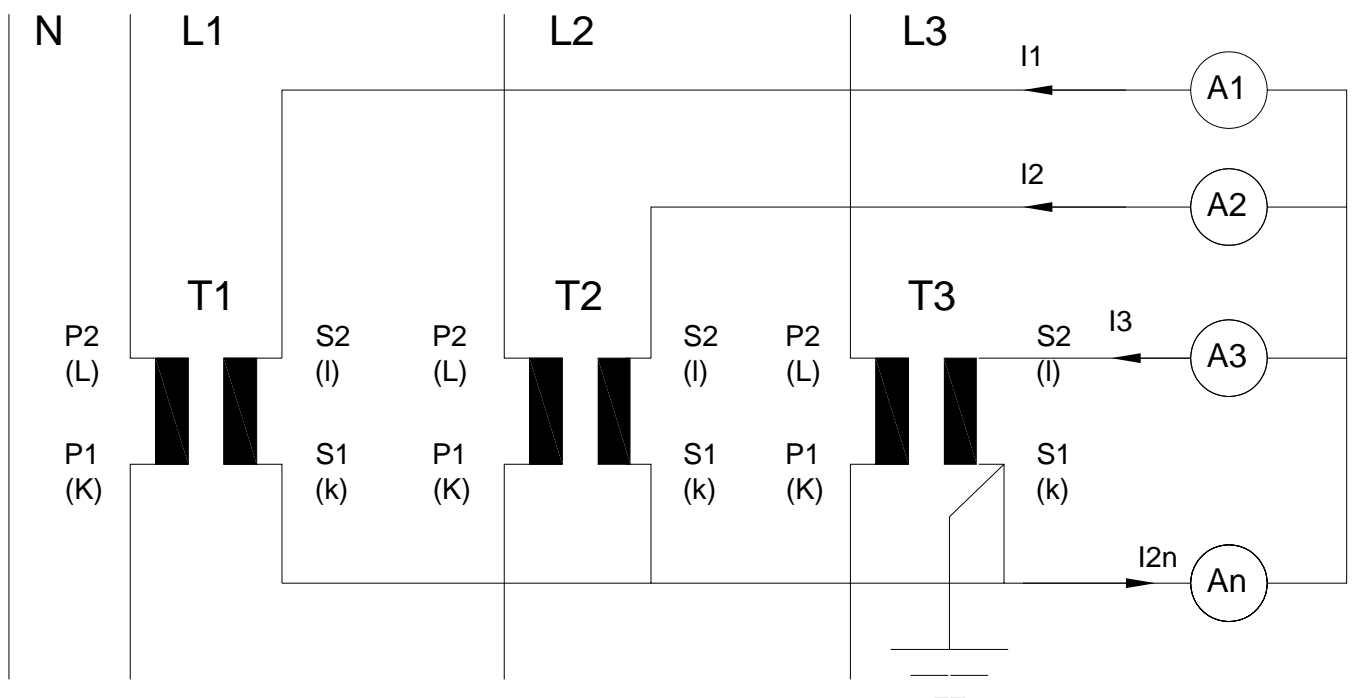 N L1 L2 L3
I1 A1
I2 A2
T1 T2 T3
I3 A3
P2 S2 P2 S2 P2 S2
(L) (l) (L) (l) (L) (l)
P1 S1 P1 S1 P1 S1
(K) (k) (K) (k) (K) (k)
I2n An